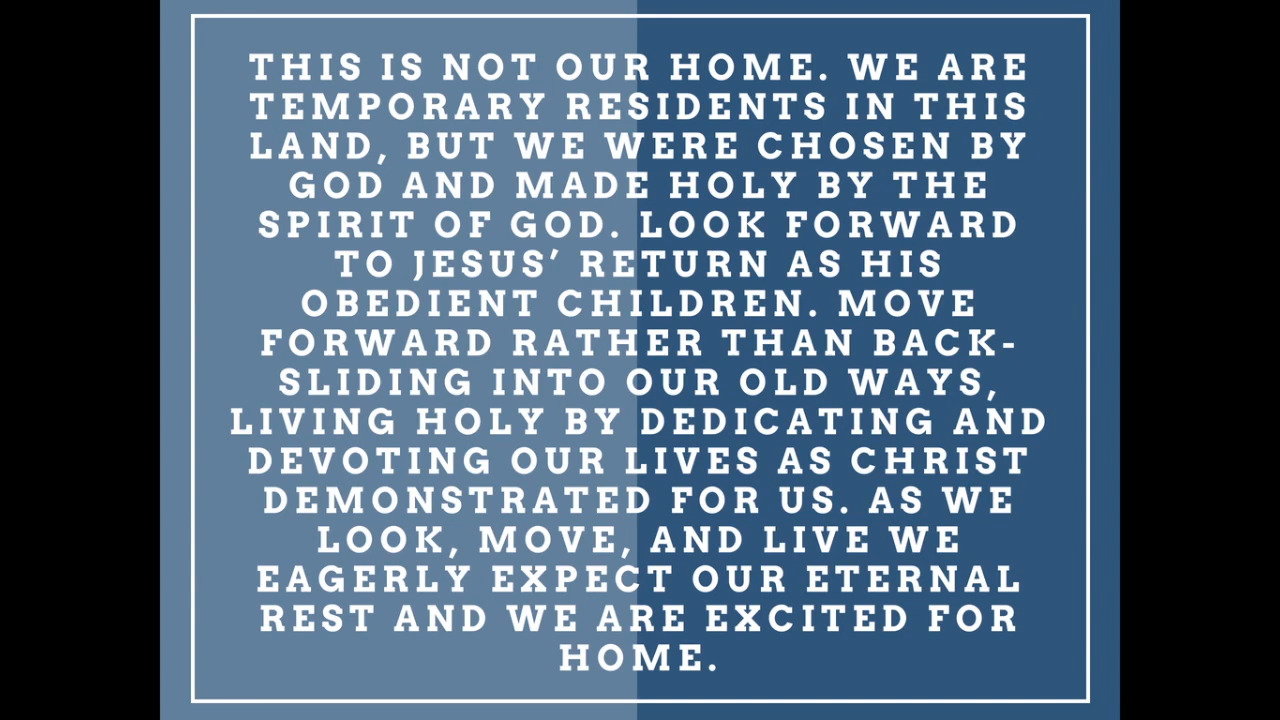 THIS IS NOT OUR HOME. WE ARE
TEMPORARY RESIDENTS IN THIS
LAND, BUT WE WERE CHOSEN BY
GOD AND MADE HOLY BY THE
SPIRIT OF GOD. LOOK FORWARD
TO JESUS’ RETURN AS HIS
OBEDIENT CHILDREN. MOVE
FORWARD RATHER THAN BACK-
SLIDING INTO OUR OLD WAYS,
LIVING HOLY BY DEDICATING AND
DEVOTING OUR LIVES AS CHRIST
DEMONSTRATED FOR US. AS WE
LOOK, MOVE, AND LIVE WE
EAGERLY EXPECT OUR ETERNAL
REST AND WE ARE EXCITED FOR
HOME.